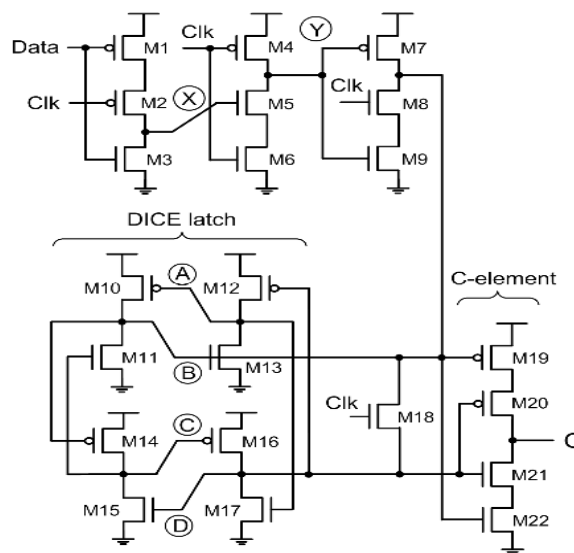 Data
M1
Clk
M4
Y
M7
Clk
M2
X
M5
Clk
M8
M3
M6
M9
DICE latch
C-element
M10
A
M12
M11
B
M13
M19
Clk
M18
M20
M14
C
M16
M21
M15
D
M17
M22